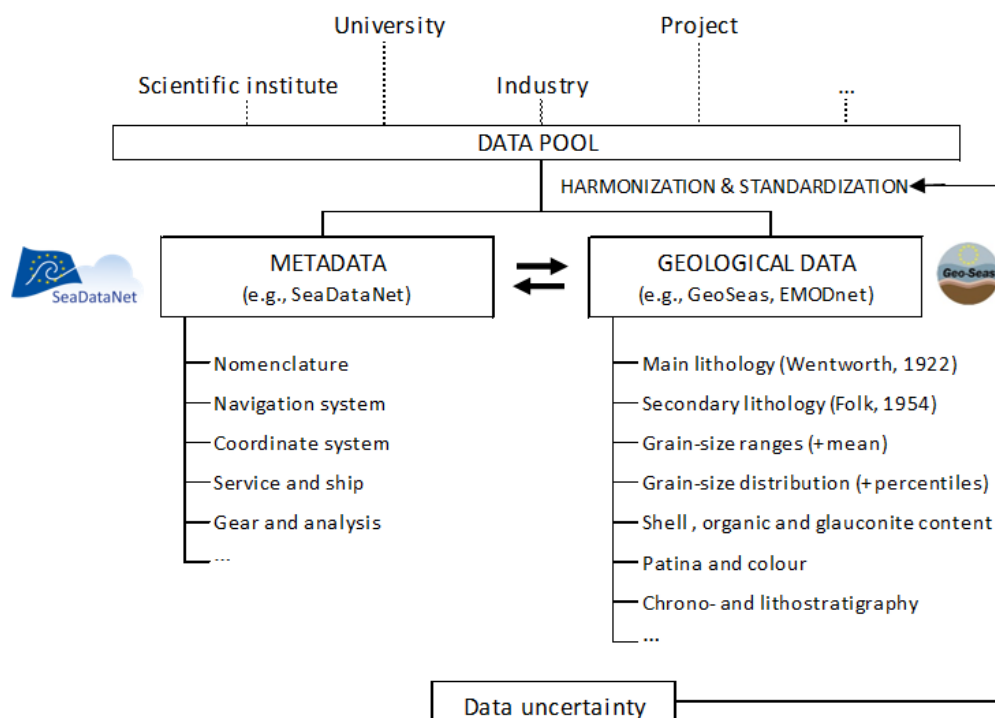 University
Project
Scientific institute
Industry
...
DATA POOL
HARMONIZATION & STANDARDIZATION
SeaDataNet
METADATA
(e.g., SeaDataNet)
GEOLOGICAL DATA
(e.g., GeoSeas, EMODnet)
Geo-Seas
Nomenclature
Navigation system
Coordinate system
Service and ship
Gear and analysis
...
Main lithology (Wentworth, 1922)
Secondary lithology (Folk, 1954)
Grain-size ranges (+mean)
Grain-size distribution (+percentiles)
Shell , organic and glauconite content
Patina and colour
Chrono- and lithostratigraphy
...
Data uncertainty